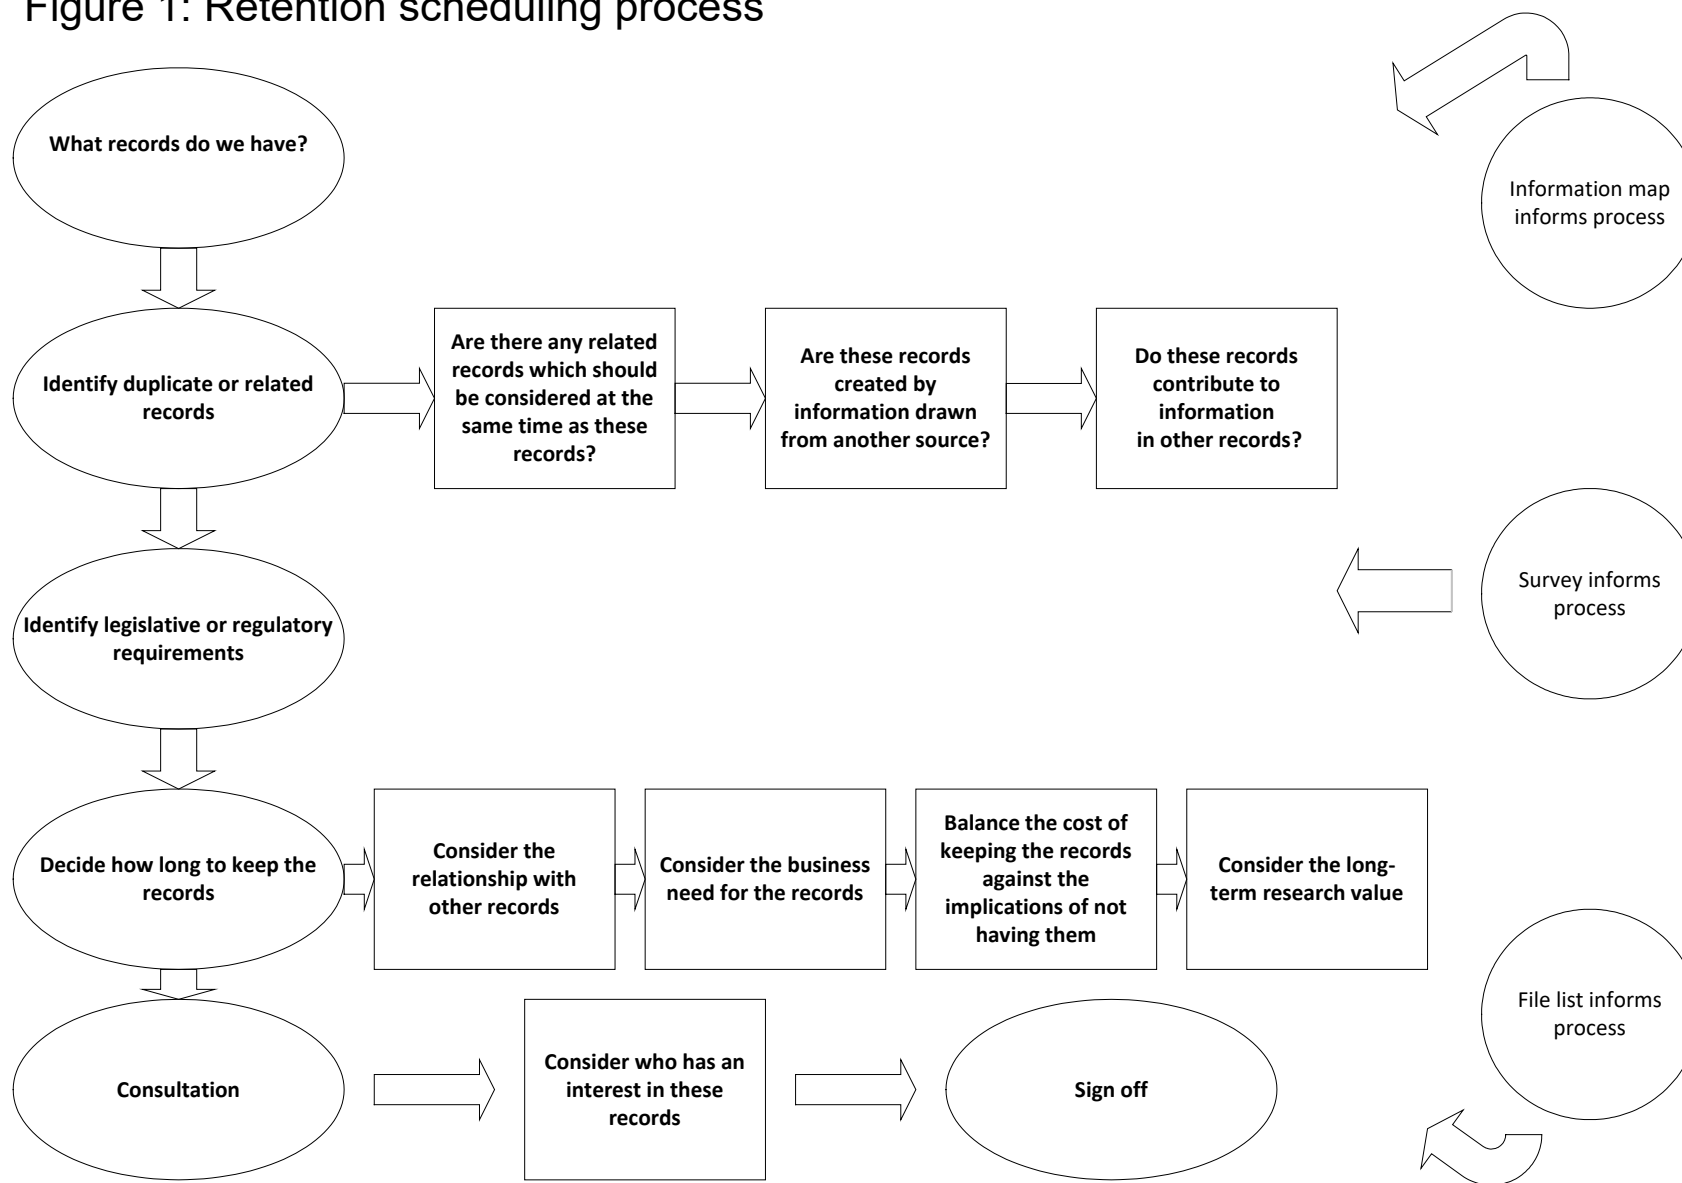 Figure 1: Retention scheduling process
What records do we have?
Information map
informs process
Identify duplicate or related
records
Are there any related
records which should
be considered at the
same time as these
records?
Are these records
created by
information drawn
from another source?
Do these records
contribute to
information
in other records?
Survey informs
process
Identify legislative or regulatory
requirements
Decide how long to keep the
records
Consider the
relationship with
other records
Consider the business
need for the records
Balance the cost of
keeping the records
against the
implications of not
having them
Consider the long-
term research value
File list informs
process
Consultation
Consider who has an
interest in these
records
Sign off